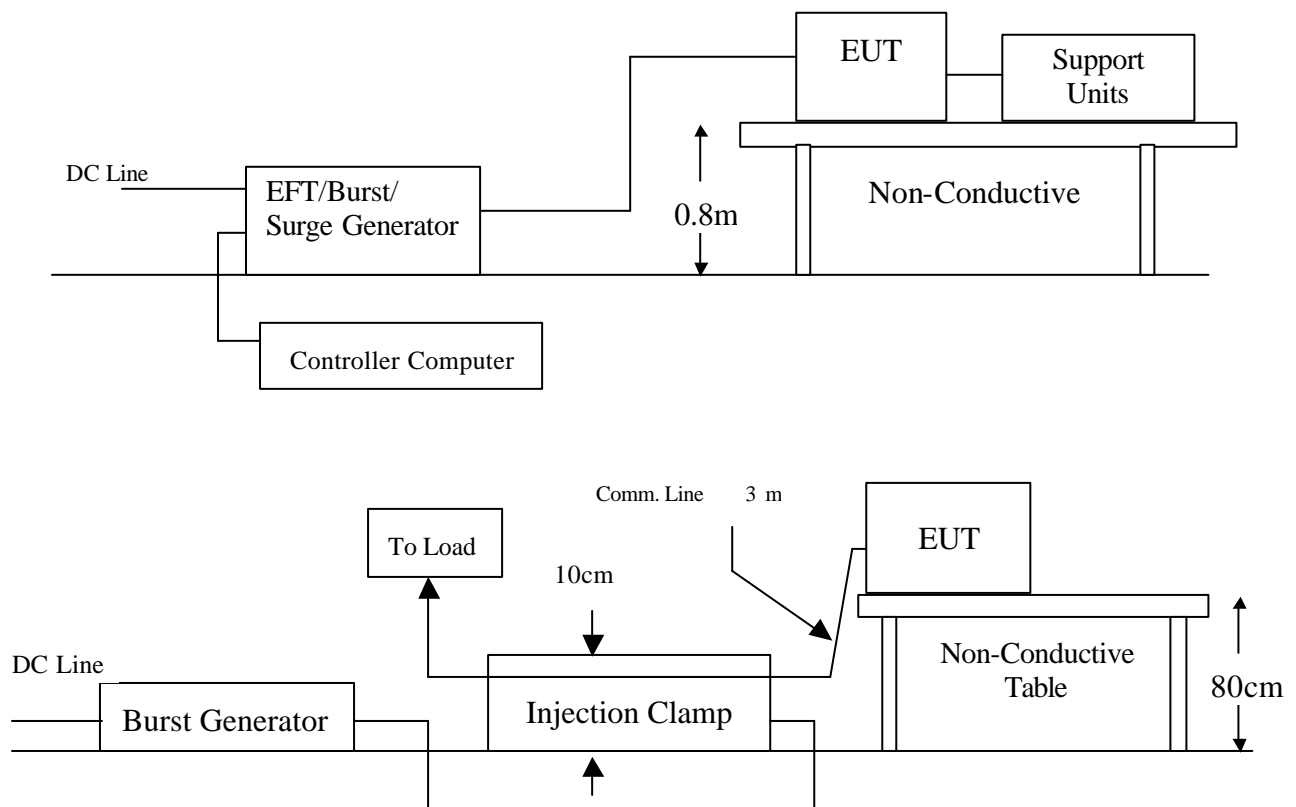 EUT
Support
Units
DC Line
EFT/Burst/
Surge Generator
0.8m
Non-Conductive
Controller Computer
Comm. Line 3 m
To Load
EUT
10cm
DC Line
Burst Generator
Injection Clamp
Non-Conductive
Table
80cm